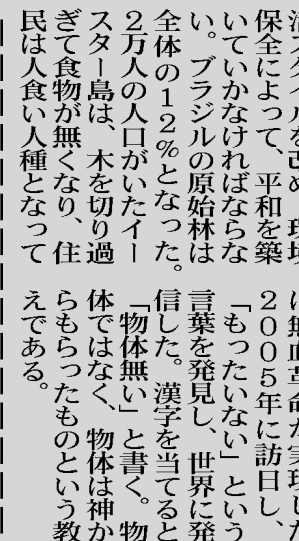 活スタイルを改め、環境
保全によって、平和を築
いていかなければならな
い。ブラジルの原始林は
全体の12%となった。
2万人の人口がいたイー
スター島は、木を切り過
ぎて食物が無くなり、住
民は人食い人種となって
に無血革命が実現した
2005年に訪日し、
「もったいない」という
言葉を発見し、世界に発
信した。漢字を当てると
「物体無い」と書く。物
体ではなく、物体は神か
らもらったものという教
えである。